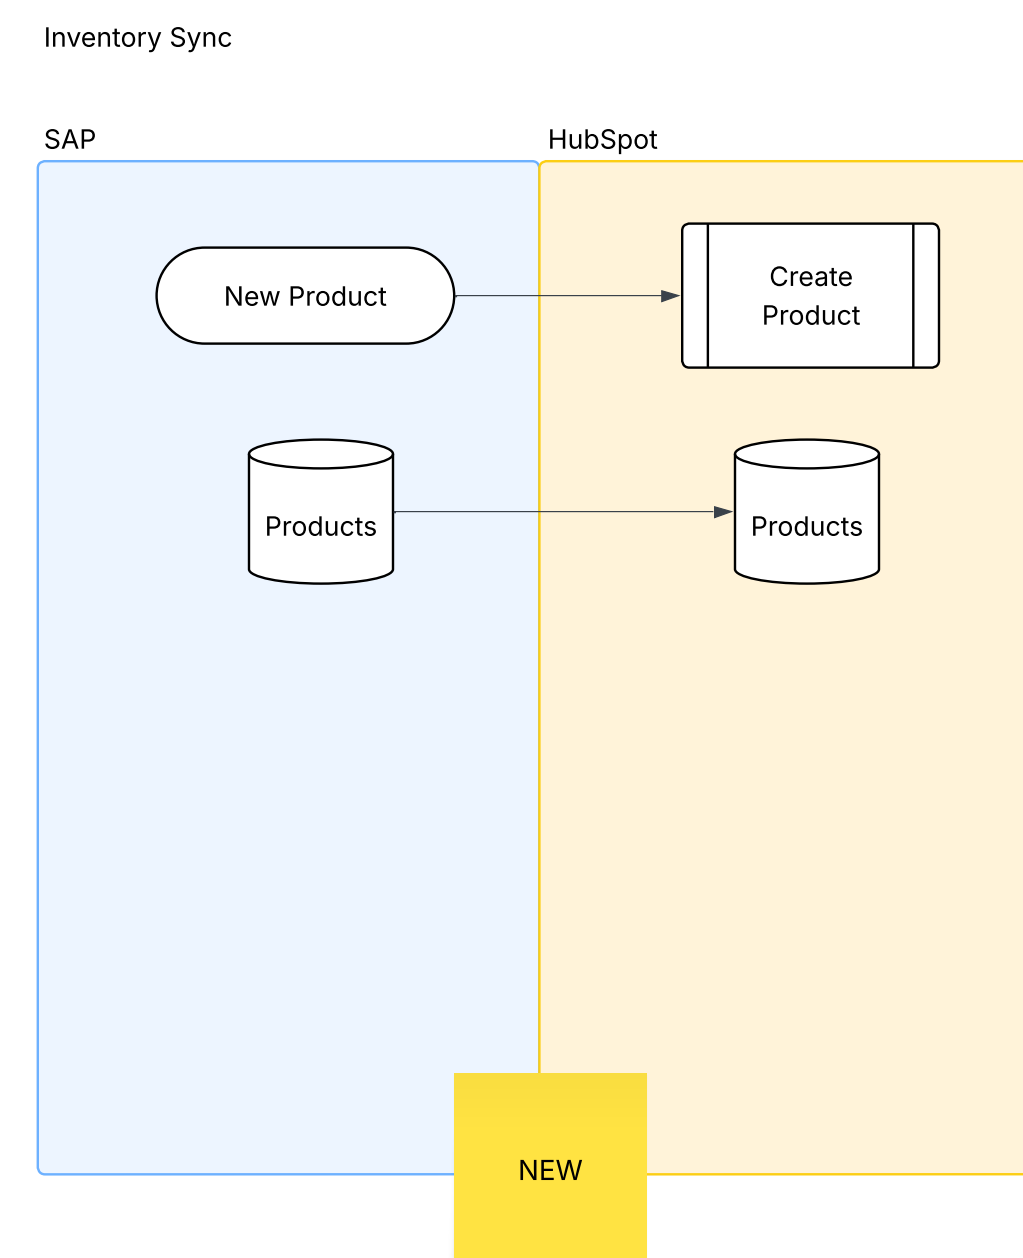 Inventory Sync
SAP
HubSpot
New Product
Create
Product
Products
Products
NEW